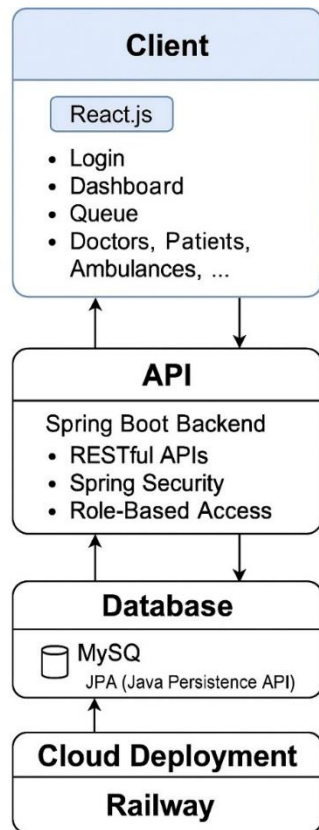 Client
React.js
• Login
• Dashboard
• Queue
• Doctors, Patients,
Ambulances, ...
API
Spring Boot Backend
• RESTful APIs
• Spring Security
• Role-Based Access
Database
MySQ
JPA (Java Persistence API)
Cloud Deployment
Railway